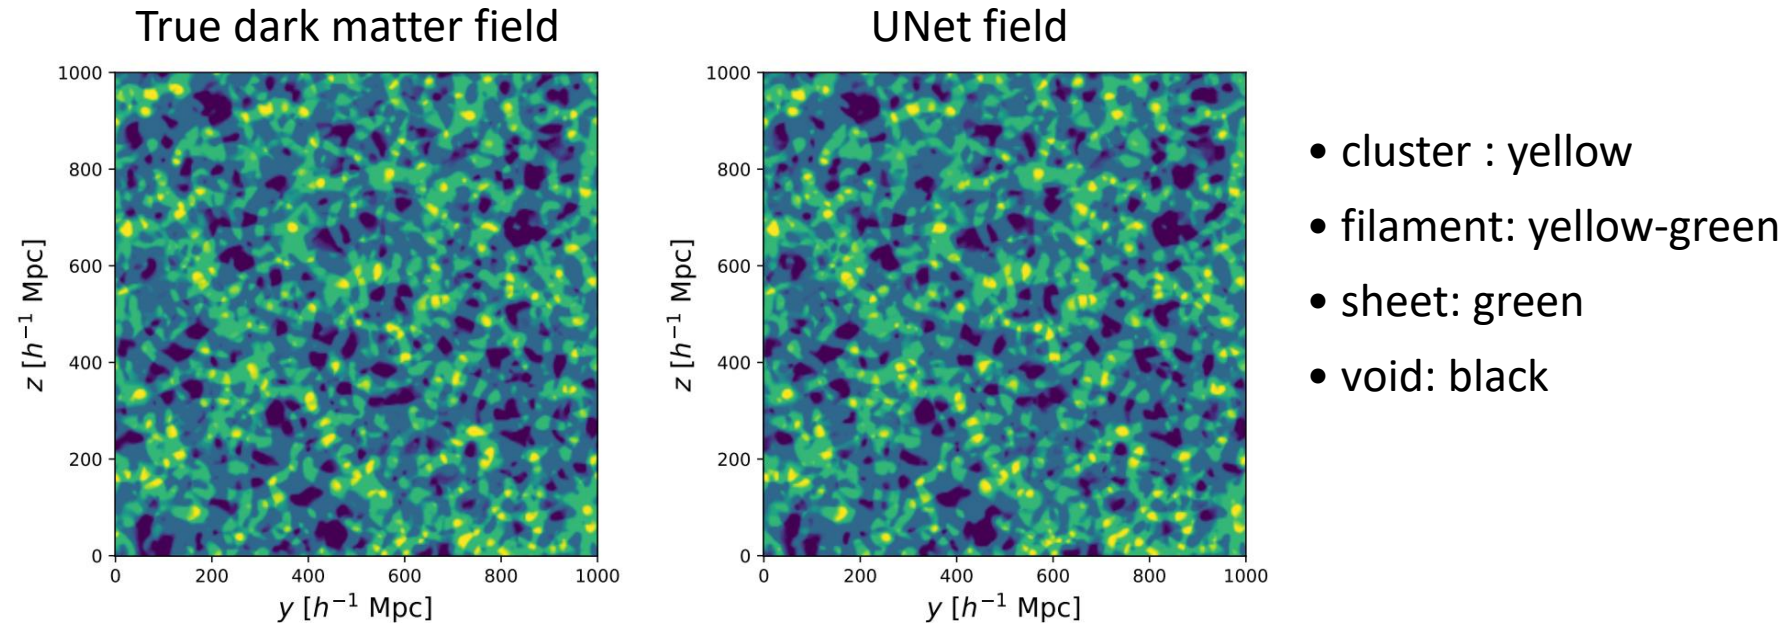 True dark matter field
1000
800
600
400
200
0
0 200 400 600 800 1000
z [h⁻¹ Mpc]
y [h⁻¹ Mpc]
UNet field
1000
800
600
400
200
0
0 200 400 600 800 1000
z [h⁻¹ Mpc]
y [h⁻¹ Mpc]
• cluster : yellow
• filament: yellow-green
• sheet: green
• void: black